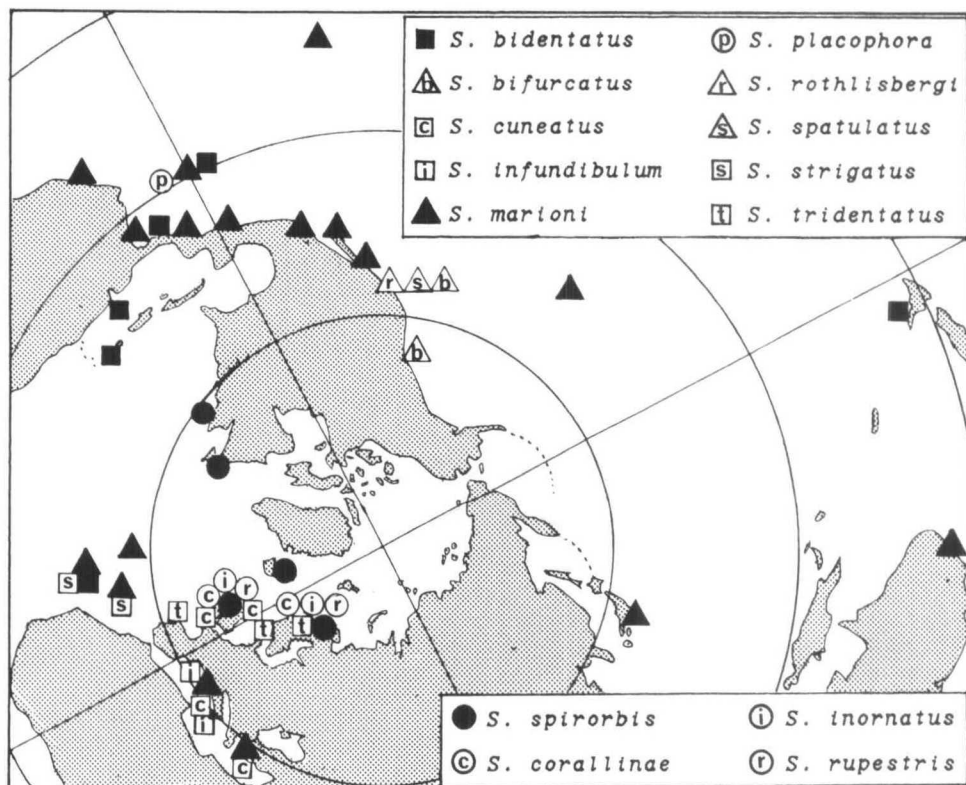 S. bidentatus
b S. bifurcatus
c S. cuneatus
i S. infundibulum
S. marioni
p S. placophora
r S. rothlisbergi
s S. spatulatus
s S. strigatus
t S. tridentatus
p
r s b
b
s
s
i
c r c c i r
t c t t
i
c
i
c
S. spirorbis
c S. corallinae
i S. inornatus
r S. rupestris